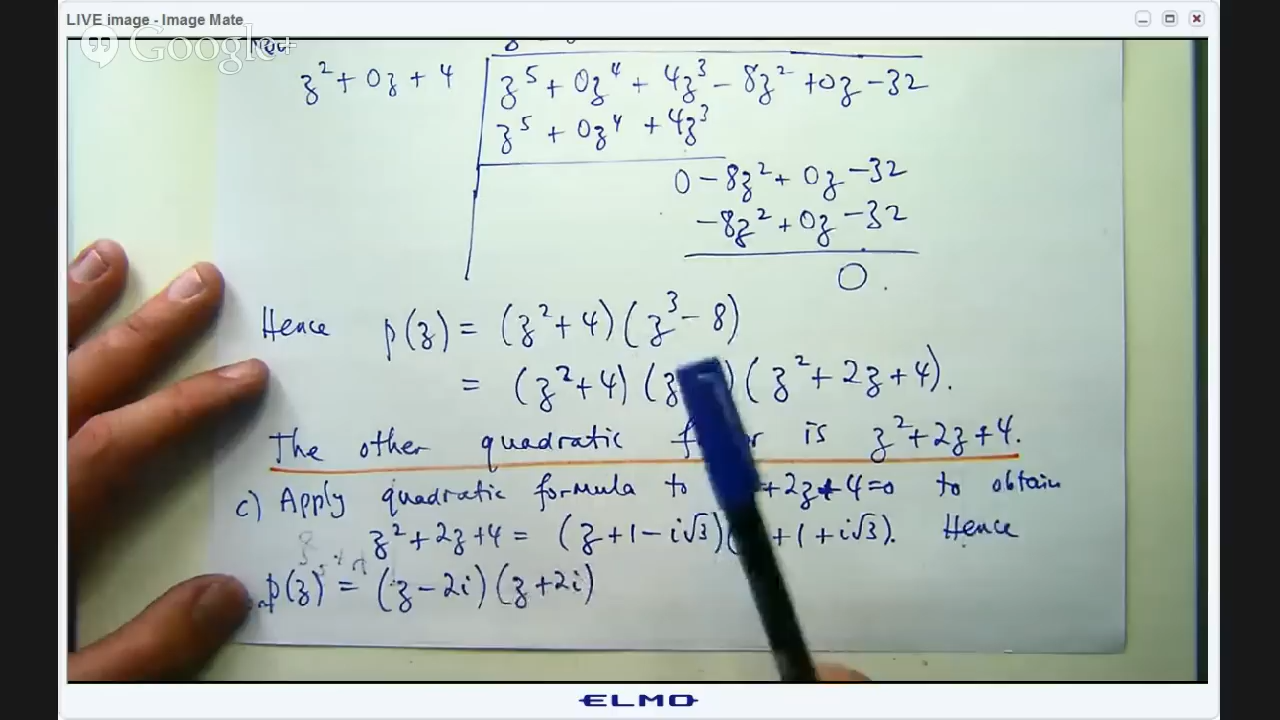 LIVE image - Image Mate
Google+
z² + 0z + 4 z⁵ + 0z⁴ + 4z³ - 8z² + 0z - 32
z⁵ + 0z⁴ + 4z³
0 - 8z² + 0z - 32
- 8z² + 0z - 32
0.
Hence p(z) = (z² + 4)(z³ - 8)
= (z² + 4)(z )(z² + 2z + 4).
The other quadratic is z² + 2z + 4.
c) Apply quadratic formula to + 2z + 4 = 0 to obtain
z² + 2z + 4 = (z + 1 - i√3)( + 1 + i√3). Hence
p(z) = (z - 2i)(z + 2i)
ELMO